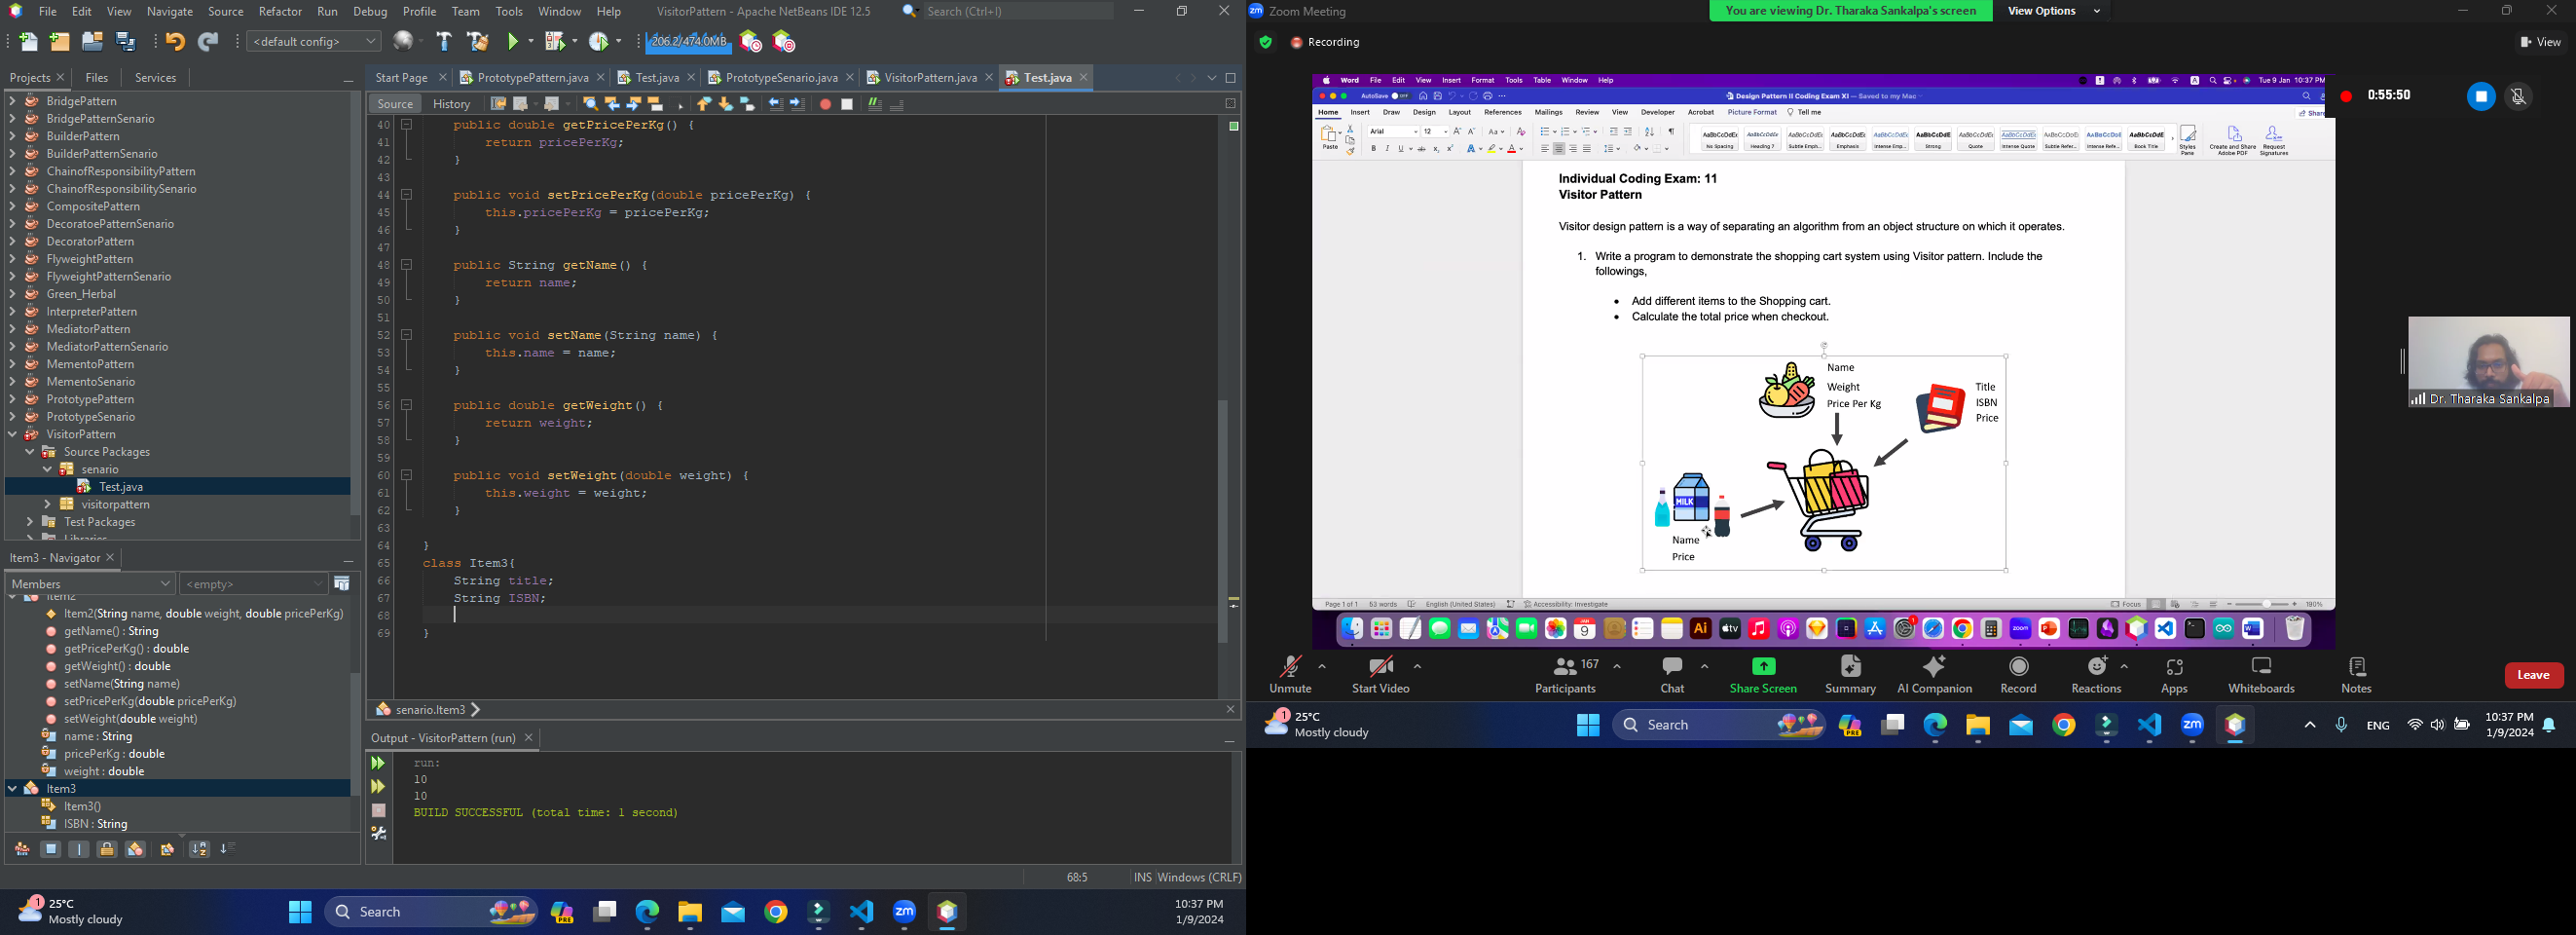 File Edit View Navigate Source Refactor Run Debug Profile Team Tools Window Help
VisitorPattern - Apache NetBeans IDE 12.5
Search (Ctrl+I)
<default config>
206.2/474.0MB
Projects Files Services
BridgePattern
BridgePatternSenario
BuilderPattern
BuilderPatternSenario
ChainofResponsibilityPattern
ChainofResponsibilitySenario
CompositePattern
DecoratoePatternSenario
DecoratorPattern
FlyweightPattern
FlyweightPatternSenario
Green_Herbal
InterpreterPattern
MediatorPattern
MediatorPatternSenario
MementoPattern
MementoSenario
PrototypePattern
PrototypeSenario
VisitorPattern
Source Packages
senario
Test.java
visitorpattern
Test Packages
Libraries
Item3 - Navigator
Members <empty>
Item2
Item2(String name, double weight, double pricePerKg)
getName() : String
getPricePerKg() : double
getWeight() : double
setName(String name)
setPricePerKg(double pricePerKg)
setWeight(double weight)
name : String
pricePerKg : double
weight : double
Item3
Item3()
ISBN : String
Start Page PrototypePattern.java Test.java PrototypeSenario.java VisitorPattern.java Test.java
Source History
40 public double getPricePerKg() {
41 return pricePerKg;
42 }
43
44 public void setPricePerKg(double pricePerKg) {
45 this.pricePerKg = pricePerKg;
46 }
47
48 public String getName() {
49 return name;
50 }
51
52 public void setName(String name) {
53 this.name = name;
54 }
55
56 public double getWeight() {
57 return weight;
58 }
59
60 public void setWeight(double weight) {
61 this.weight = weight;
62 }
63
64 }
65 class Item3{
66 String title;
67 String ISBN;
68
69 }
senario.Item3
Output - VisitorPattern (run)
run:
10
10
BUILD SUCCESSFUL (total time: 1 second)
68:5 INS Windows (CRLF)
1 25°C
Mostly cloudy
Search
PRE
zm
10:37 PM
1/9/2024
zm Zoom Meeting
You are viewing Dr. Tharaka Sankalpa's screen
View Options
Recording
View
Word File Edit View Insert Format Tools Table Window Help
Tue 9 Jan 10:37 PM
AutoSave OFF
Design Pattern II Coding Exam XI — Saved to my Mac
Home Insert Draw Design Layout References Mailings Review View Developer Acrobat Picture Format Tell me
Share
Paste
Arial 12
AaBbCcDdEe
No Spacing Heading 7 Subtle Emph... Emphasis Intense Emp... Strong Quote Intense Quote Subtle Refer... Intense Refe... Book Title
Styles Pane
Create and Share Adobe PDF
Request Signatures
Individual Coding Exam: 11
Visitor Pattern
Visitor design pattern is a way of separating an algorithm from an object structure on which it operates.
1. Write a program to demonstrate the shopping cart system using Visitor pattern. Include the
followings,
• Add different items to the Shopping cart.
• Calculate the total price when checkout.
Name
Weight
Price Per Kg
Title
ISBN
Price
MILK
Name
Price
Page 1 of 1 53 words English (United States) Accessibility: Investigate
Focus
180%
JAN
9
Ai
tv
zoom
0:55:50
Dr. Tharaka Sankalpa
Unmute
Start Video
Participants 167
Chat
Share Screen
Summary
AI Companion
Record
Reactions
Apps
Whiteboards
Notes
Leave
1 25°C
Mostly cloudy
Search
PRE
zm
ENG
10:37 PM
1/9/2024